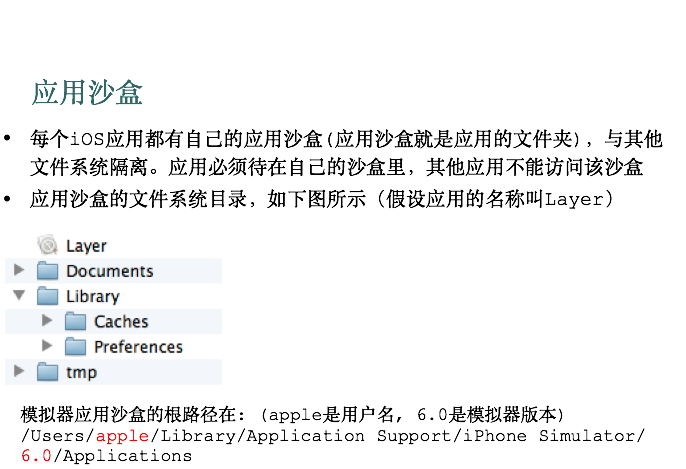 应用沙盒
• 每个iOS应用都有自己的应用沙盒(应用沙盒就是应用的文件夹)，与其他
文件系统隔离。应用必须待在自己的沙盒里，其他应用不能访问该沙盒
• 应用沙盒的文件系统目录，如下图所示（假设应用的名称叫Layer）
Layer
Documents
Library
Caches
Preferences
tmp
模拟器应用沙盒的根路径在：(apple是用户名, 6.0是模拟器版本)
/Users/apple/Library/Application Support/iPhone Simulator/
6.0/Applications